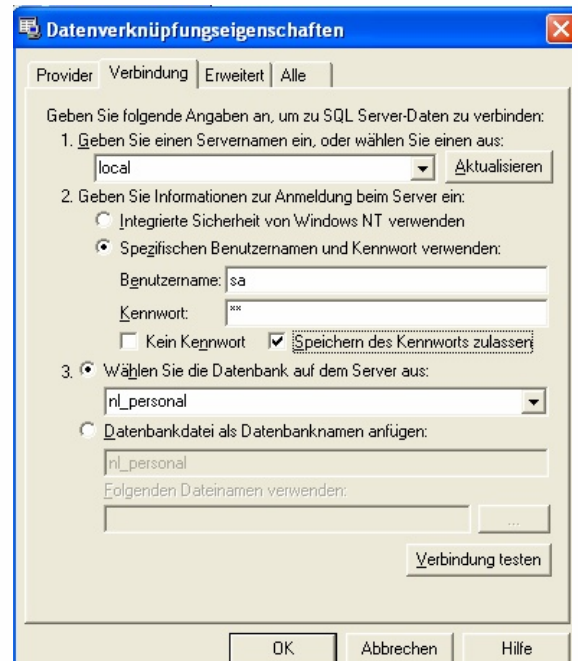 Datenverknüpfungseigenschaften
Provider Verbindung Erweitert Alle
Geben Sie folgende Angaben an, um zu SQL Server-Daten zu verbinden:
1. Geben Sie einen Servernamen ein, oder wählen Sie einen aus:
local Aktualisieren
2. Geben Sie Informationen zur Anmeldung beim Server ein:
Integrierte Sicherheit von Windows NT verwenden
Spezifischen Benutzernamen und Kennwort verwenden:
Benutzername: sa
Kennwort: **
Kein Kennwort Speichern des Kennworts zulassen
3. Wählen Sie die Datenbank auf dem Server aus:
nl_personal
Datenbankdatei als Datenbanknamen anfügen:
nl_personal
Folgenden Dateinamen verwenden:
...
Verbindung testen
OK Abbrechen Hilfe